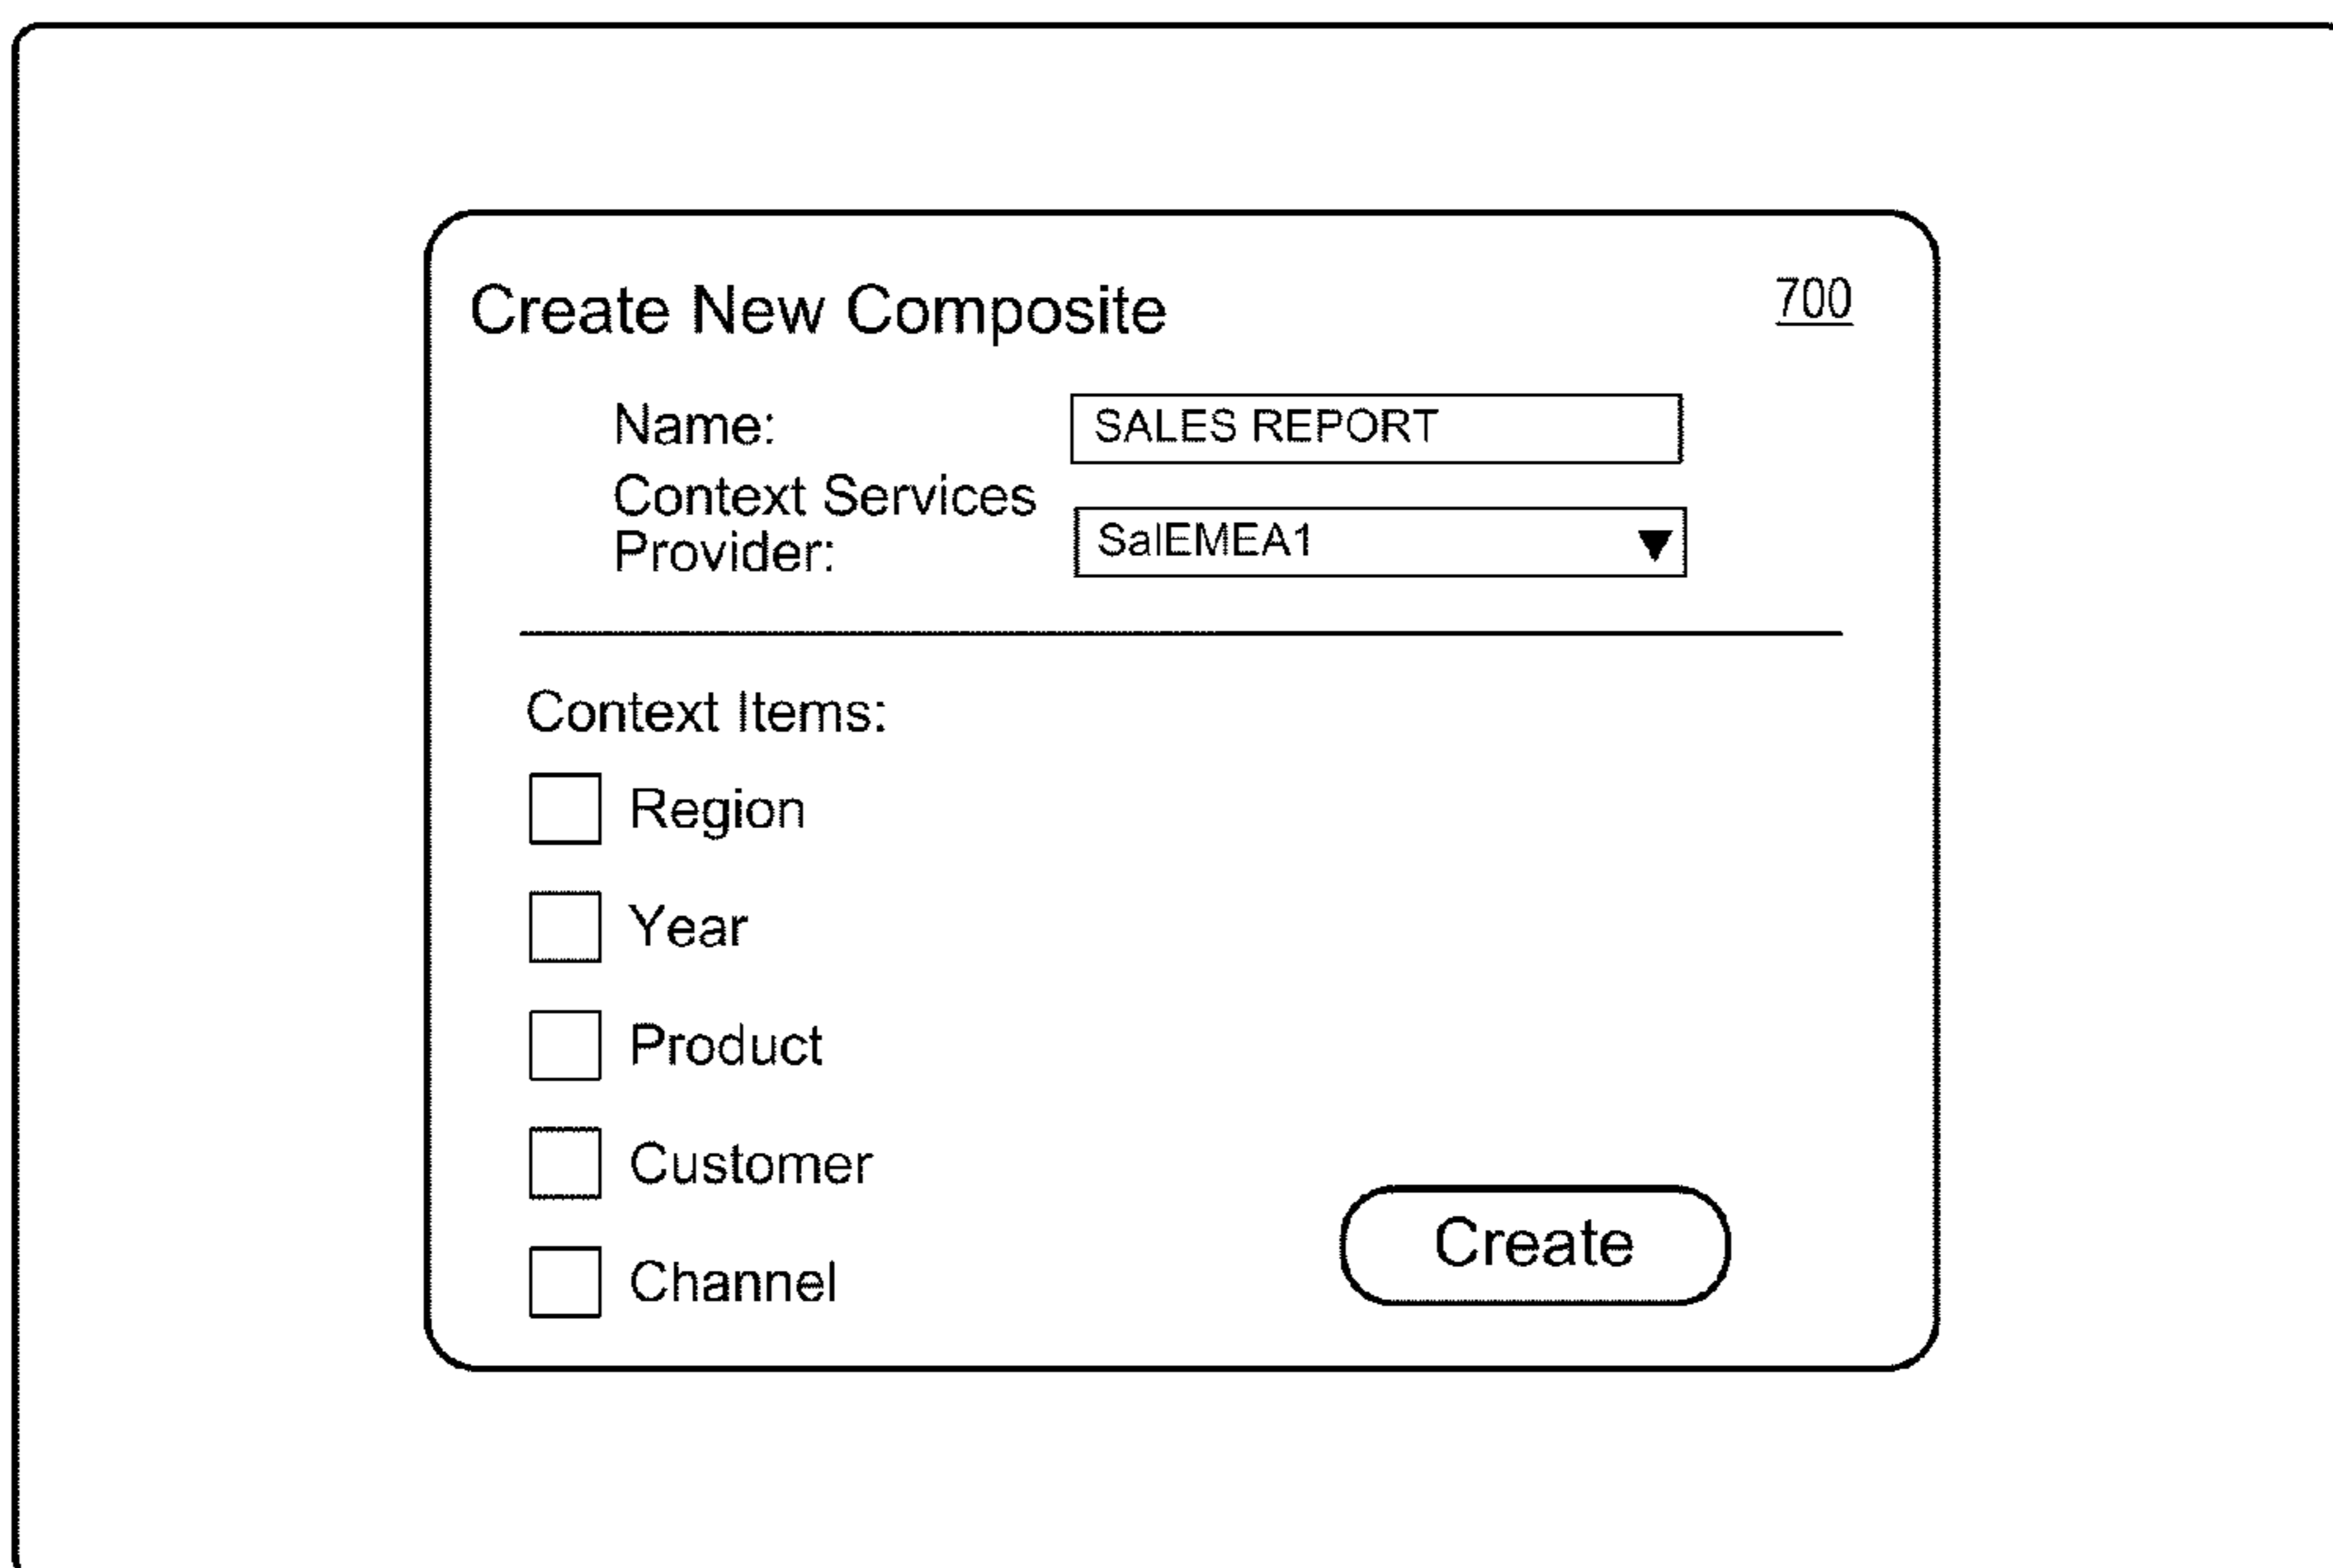 Create New Composite
700
Name:
SALES REPORT
Context Services
Provider:
SalEMEA1
Context Items:
Region
Year
Product
Customer
Channel
Create